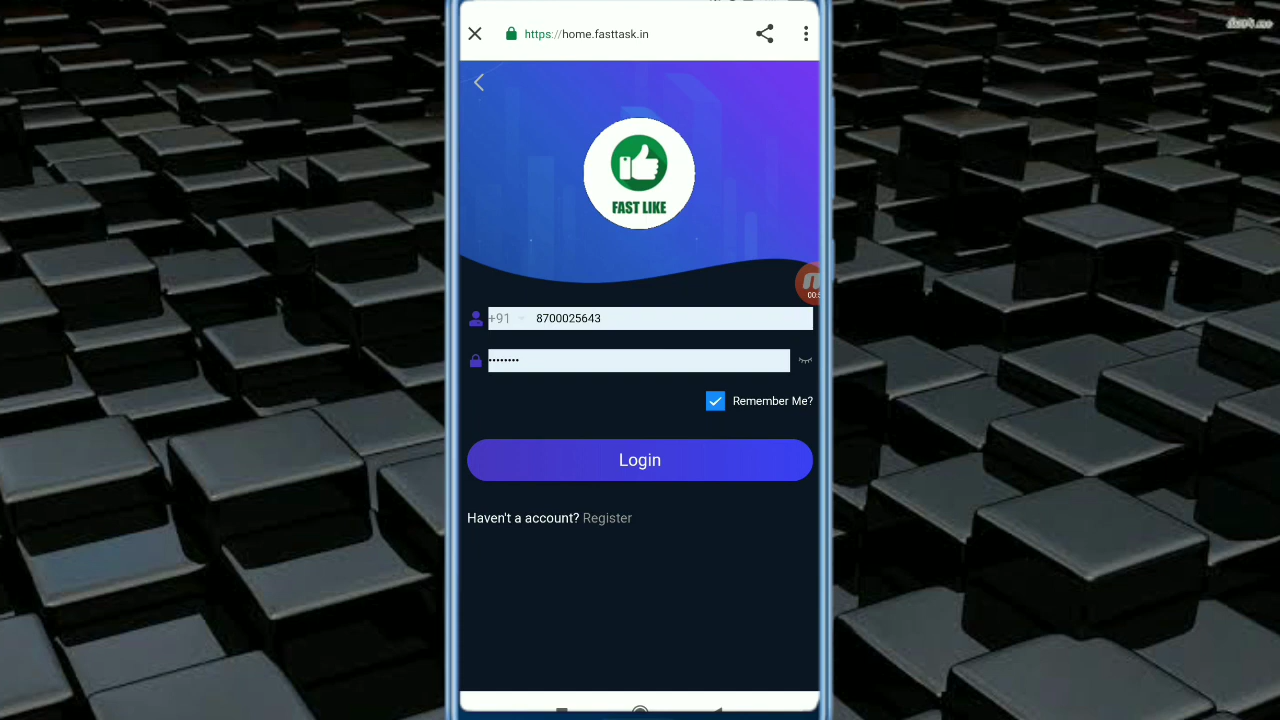 https://home.fasttask.in
FAST LIKE
+91 8700025643
Remember Me?
Login
Haven't a account? Register